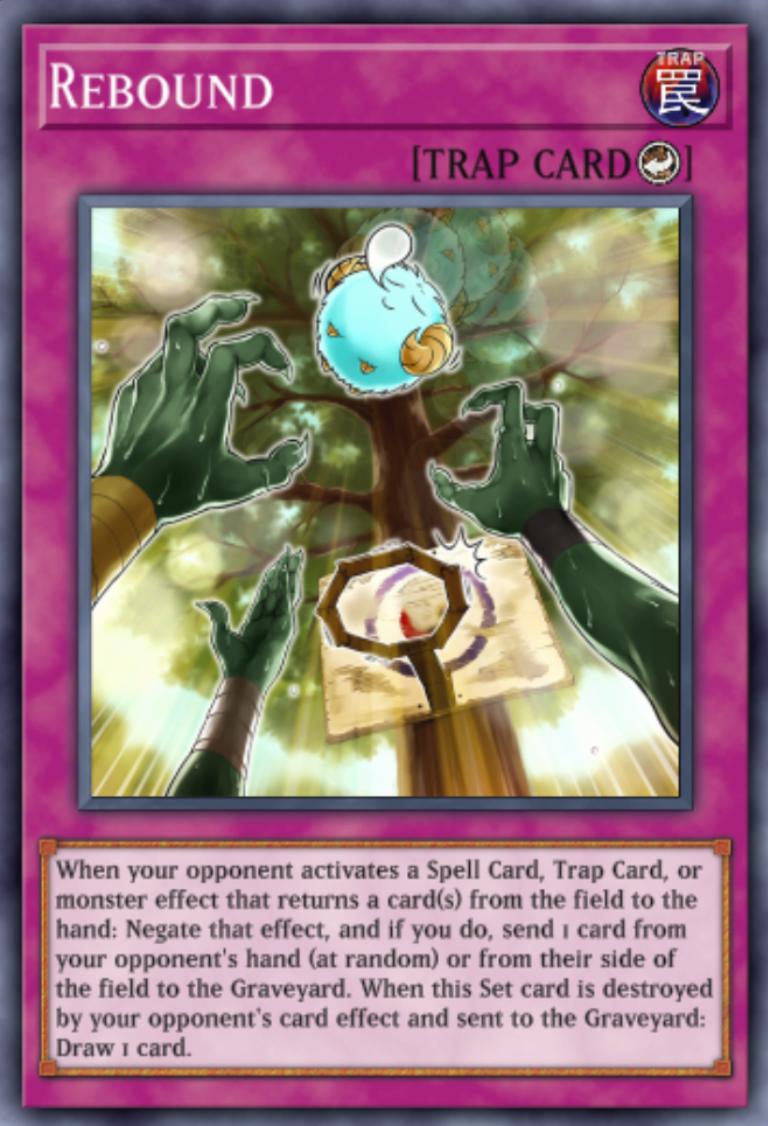 REBOUND
TRAP
罠
[TRAP CARD]
When your opponent activates a Spell Card, Trap Card, or
monster effect that returns a card(s) from the field to the
hand: Negate that effect, and if you do, send 1 card from
your opponent's hand (at random) or from their side of
the field to the Graveyard. When this Set card is destroyed
by your opponent's card effect and sent to the Graveyard:
Draw 1 card.